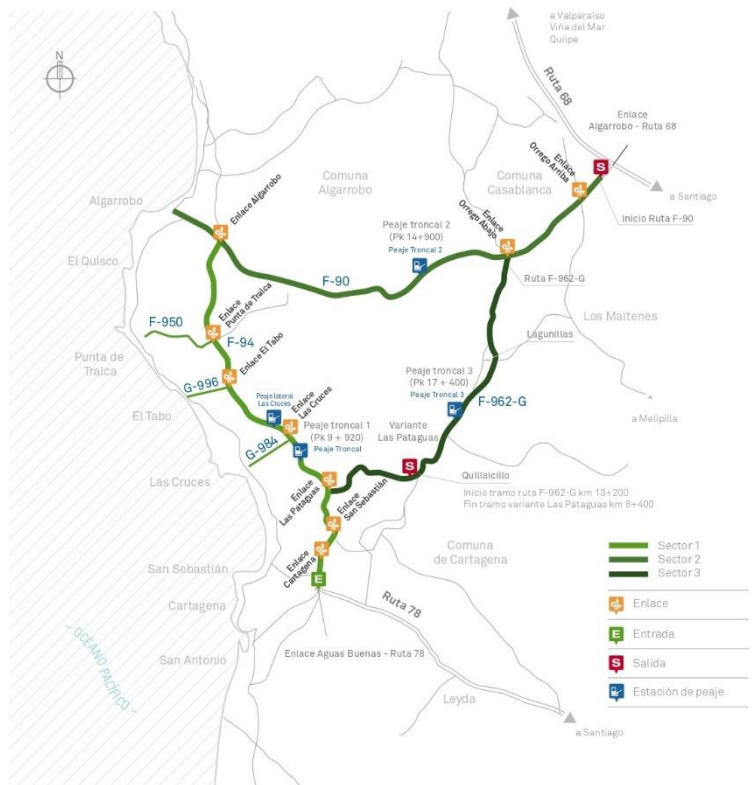 a Valparaíso
Viña del Mar
Quilpe
N
Ruta 68
Enlace
Algarrobo - Ruta 68
Enlace
Orrego Arriba
Comuna
Algarrobo
Comuna
Casablanca
a Santiago
Algarrobo
Enlace Algarrobo
Inicio Ruta F-90
Peaje troncal 2
(Pk 14+900)
Peaje Troncal 2
Enlace
Orrego Abajo
El Quisco
F-90
Ruta F-962-G
Enlace
Punta de Tralca
F-950
F-94
Los Maitenes
Lagunillas
Enlace El Tabo
Punta de
Tralca
G-996
Peaje troncal 3
(Pk 17 + 400)
Peaje Troncal 3
F-962-G
Peaje lateral
Las Cruces
Enlace
Las Cruces
El Tabo
a Melipilla
Peaje troncal 1
(Pk 9 + 920)
Peaje Troncal
Variante
Las Pataguas
G-984
Las Cruces
Enlace
Las Pataguas
Quillaicillo
Inicio tramo ruta F-962-G km 13+200
Fin tramo variante Las Pataguas km 8+400
Enlace
San Sebastián
Comuna
de Cartagena
Enlace
Cartagena
San Sebastián
Cartagena
E
Ruta 78
San Antonio
Enlace Aguas Buenas - Ruta 78
OCEANO PACÍFICO
Leyda
a Santiago
Sector 1
Sector 2
Sector 3
Enlace
E Entrada
S Salida
Estación de peaje